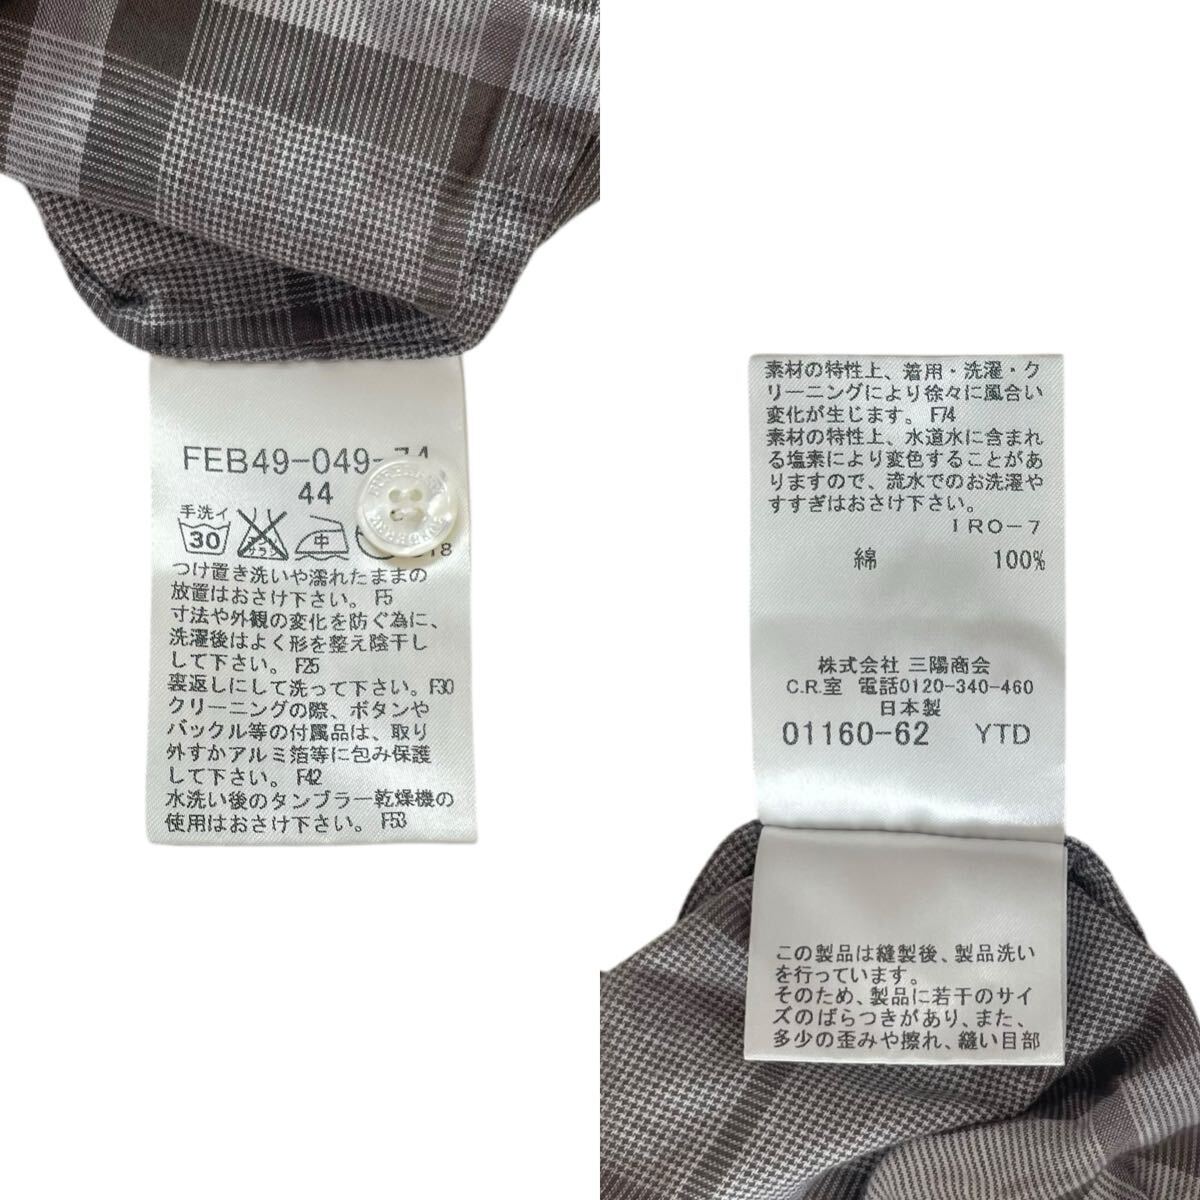 FEB49-049-74
44
手洗イ
30
エンソ
サラシ
中
つけ置き洗いや濡れたままの
放置はおさけ下さい。 F5
寸法や外観の変化を防ぐ為に、
洗濯後はよく形を整え陰干し
して下さい。 F25
裏返しにして洗って下さい。F30
クリーニングの際、ボタンや
バックル等の付属品は、取り
外すかアルミ箔等に包み保護
して下さい。 F42
水洗い後のタンブラー乾燥機の
使用はおさけ下さい。 F53
素材の特性上、着用・洗濯・ク
リーニングにより徐々に風合い
変化が生じます。 F74
素材の特性上、水道水に含まれ
る塩素により変色することがあ
りますので、流水でのお洗濯や
すすぎはおさけ下さい。
IRO-7
綿 100%
株式会社 三陽商会
C.R.室 電話0120-340-460
日本製
01160-62 YTD
この製品は縫製後、製品洗い
を行っています。
そのため、製品に若干のサイ
ズのばらつきがあり、また、
多少の歪みや擦れ、縫い目部